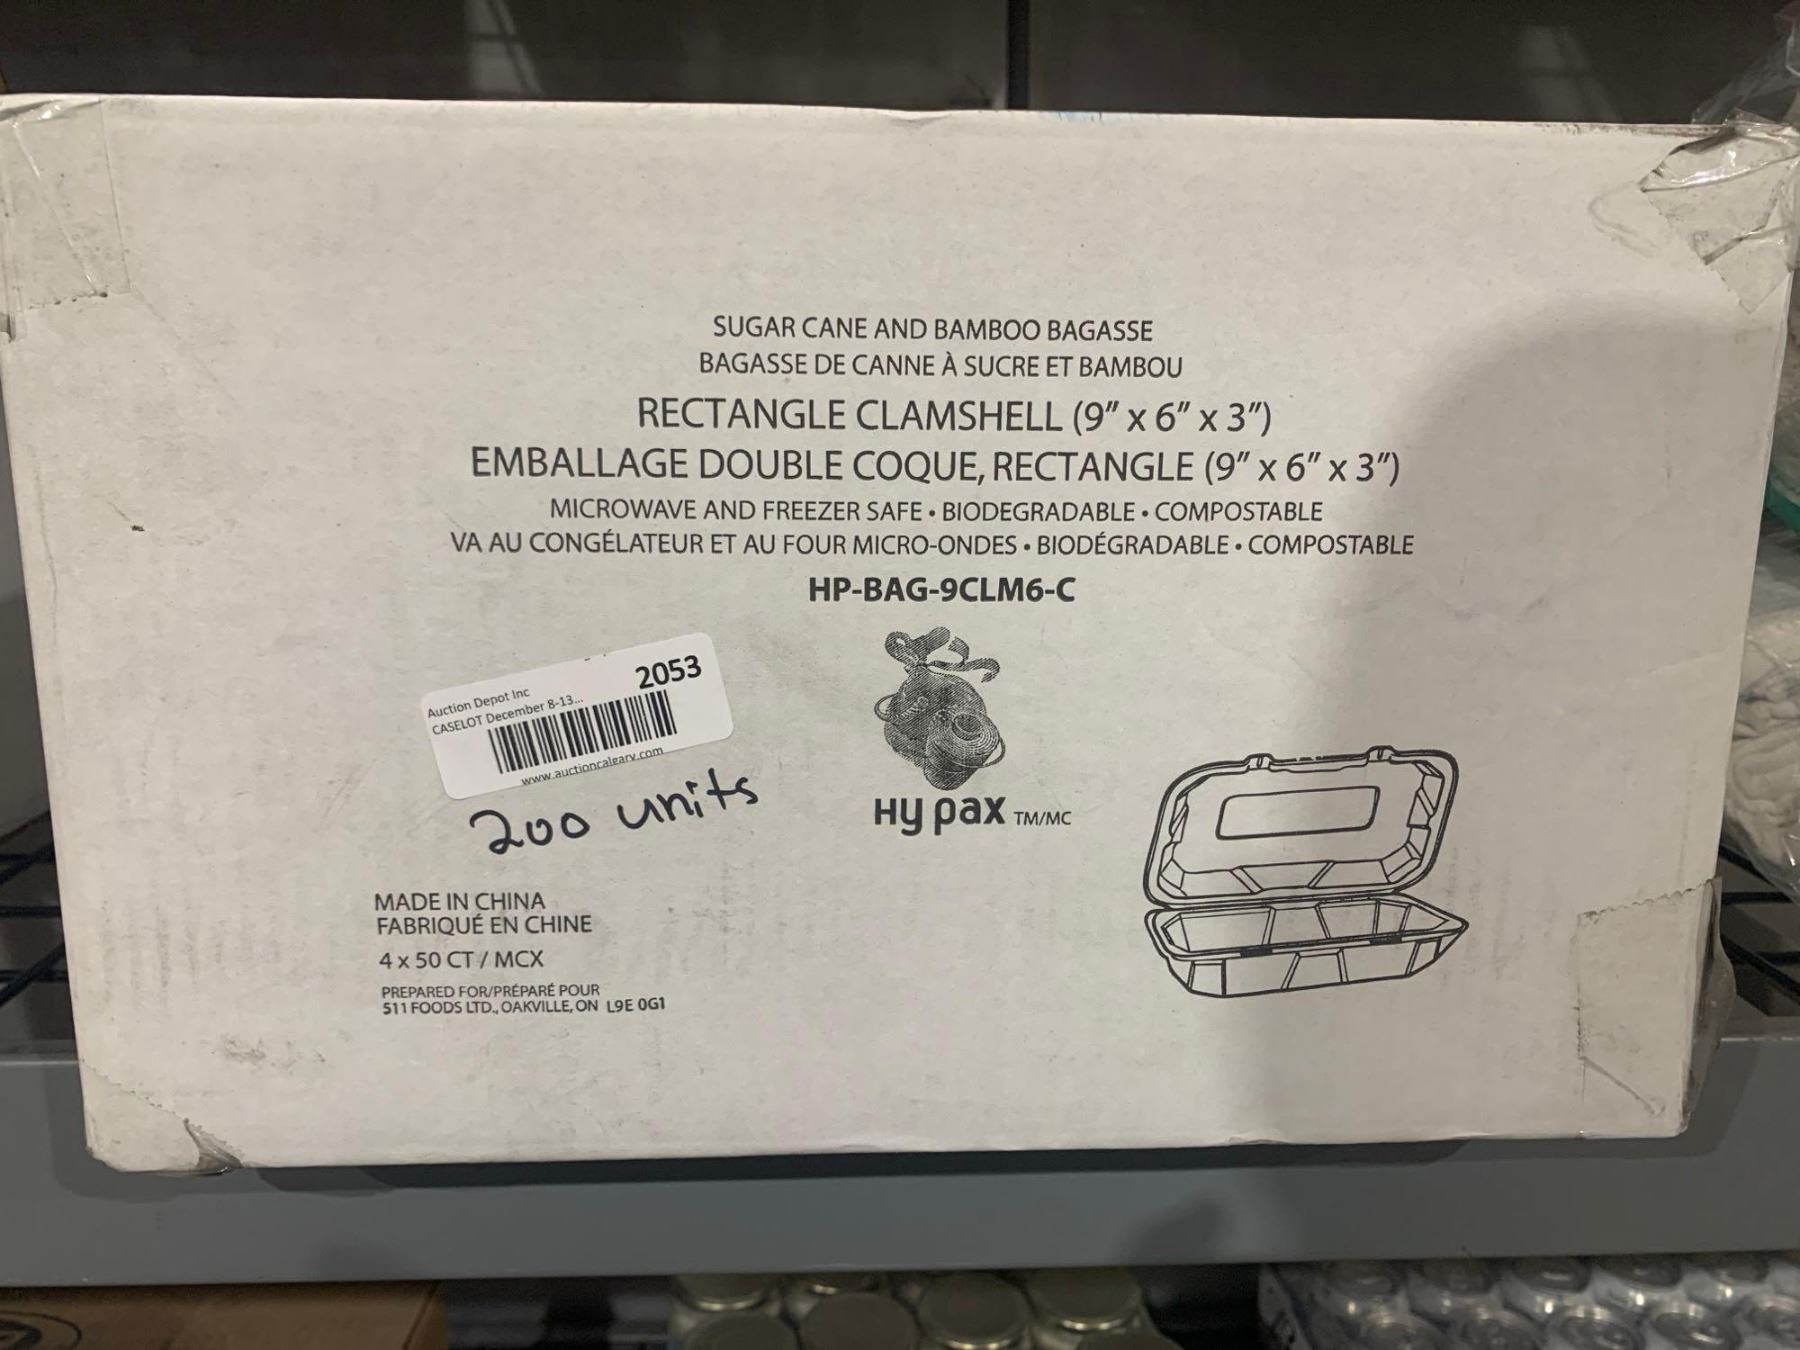 SUGAR CANE AND BAMBOO BAGASSE
BAGASSE DE CANNE À SUCRE ET BAMBOU
RECTANGLE CLAMSHELL (9" x 6" x 3")
EMBALLAGE DOUBLE COQUE, RECTANGLE (9" x 6" x 3")
MICROWAVE AND FREEZER SAFE • BIODEGRADABLE • COMPOSTABLE
VA AU CONGÉLATEUR ET AU FOUR MICRO-ONDES • BIODÉGRADABLE • COMPOSTABLE
HP-BAG-9CLM6-C
2053
Auction Depot Inc
CASELOT December 8-13...
www.auctioncalgary.com
200 units
Hy pax TM/MC
MADE IN CHINA
FABRIQUÉ EN CHINE
4 x 50 CT / MCX
PREPARED FOR/PRÉPARÉ POUR
511 FOODS LTD., OAKVILLE, ON L9E 0G1